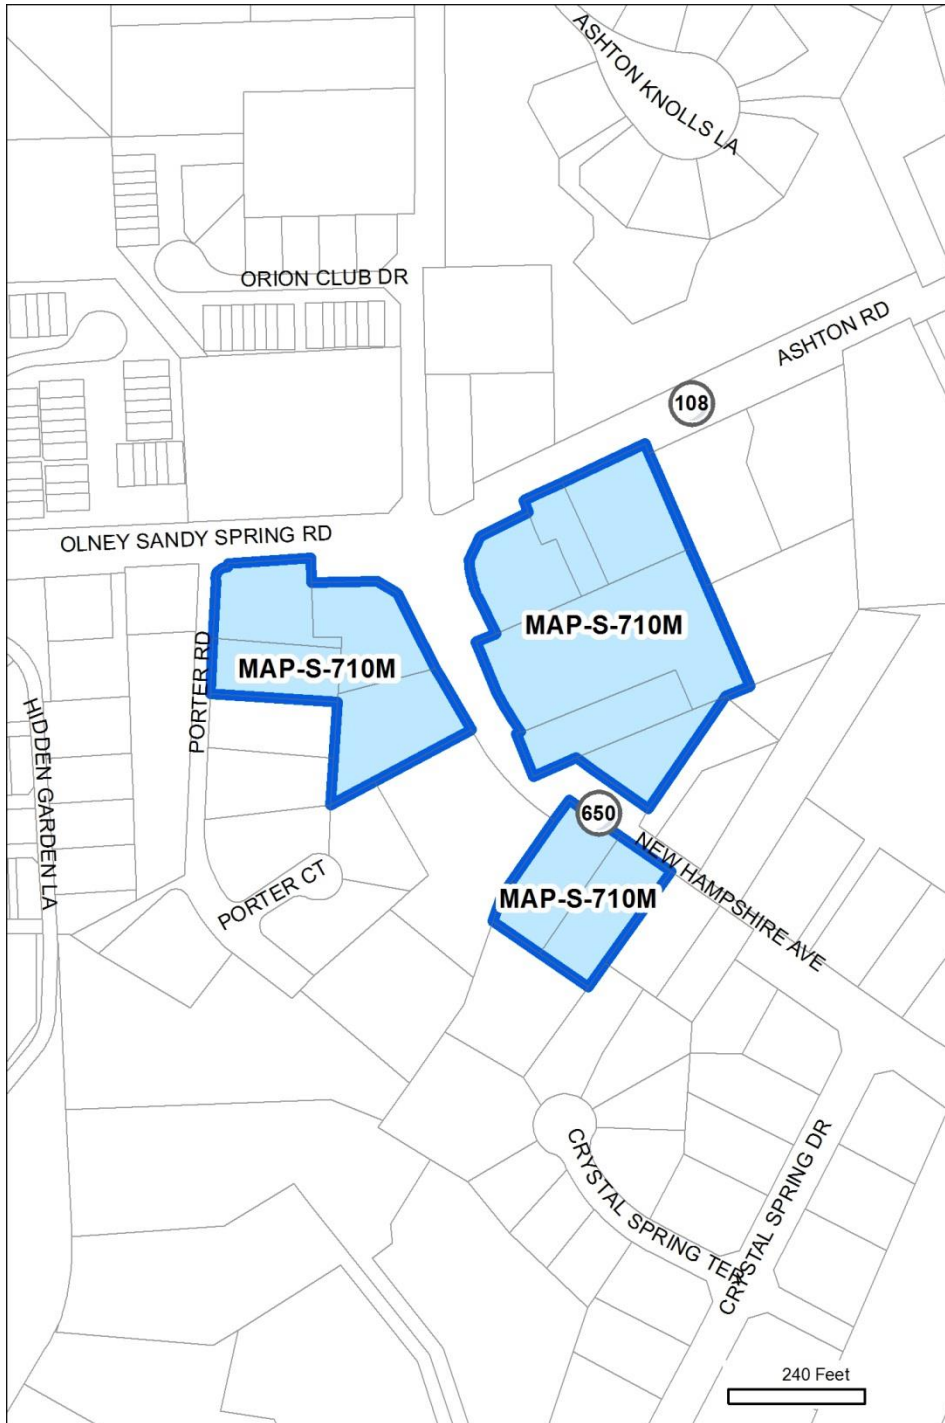 ASHTON KNOLLS LA
ORION CLUB DR
ASHTON RD
108
OLNEY SANDY SPRING RD
MAP-S-710M
MAP-S-710M
PORTER RD
HIDDEN GARDEN LA
650
NEW HAMPSHIRE AVE
MAP-S-710M
PORTER CT
CRYSTAL SPRING TER
CRYSTAL SPRING DR
240 Feet